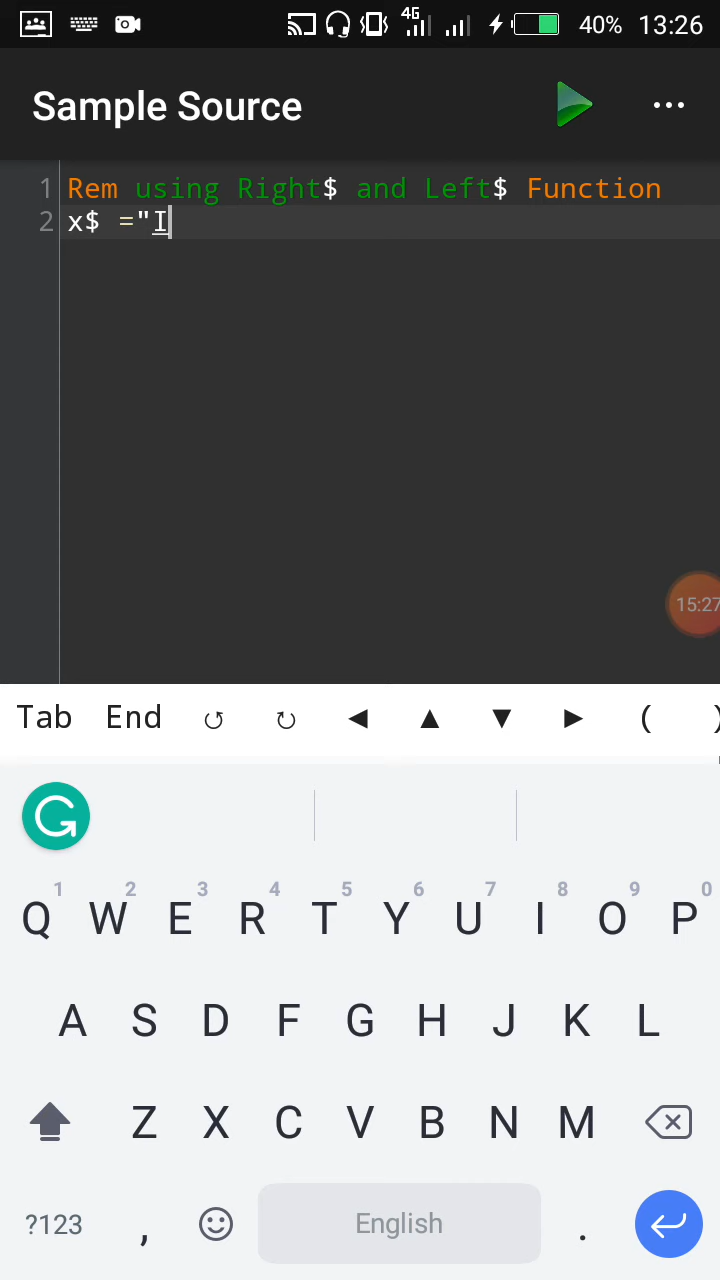 4G 40% 13:26
Sample Source ...
1 Rem using Right$ and Left$ Function
2 x$ ="I
15:27
Tab End ( )
1 2 3 4 5 6 7 8 9 0
Q W E R T Y U I O P
A S D F G H J K L
Z X C V B N M
?123 , English .